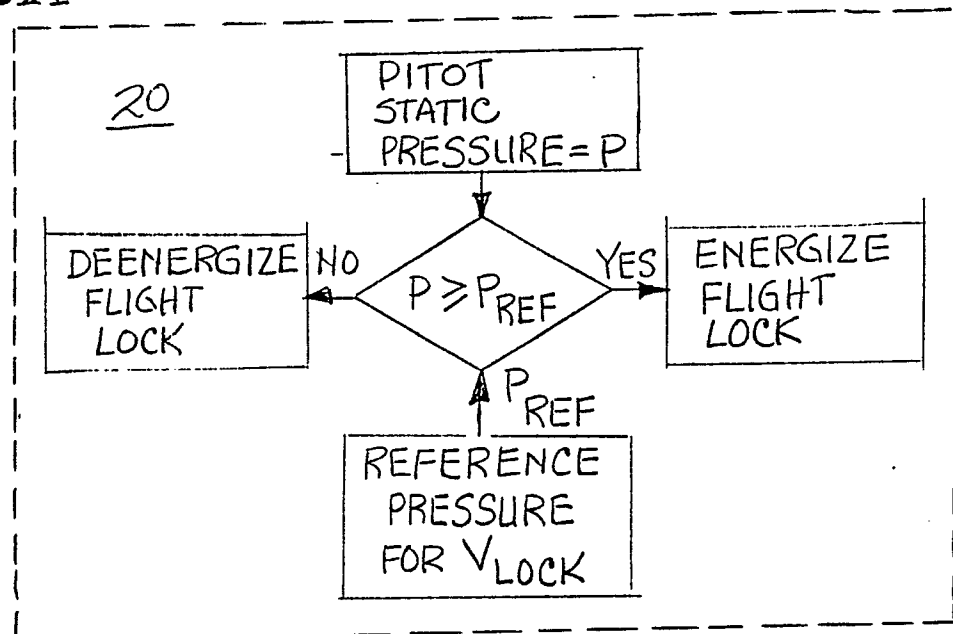 20
PITOT
STATIC
PRESSURE = P
DEENERGIZE
FLIGHT
LOCK
NO
P ≥ P_REF
YES
ENERGIZE
FLIGHT
LOCK
P_REF
REFERENCE
PRESSURE
FOR V_LOCK